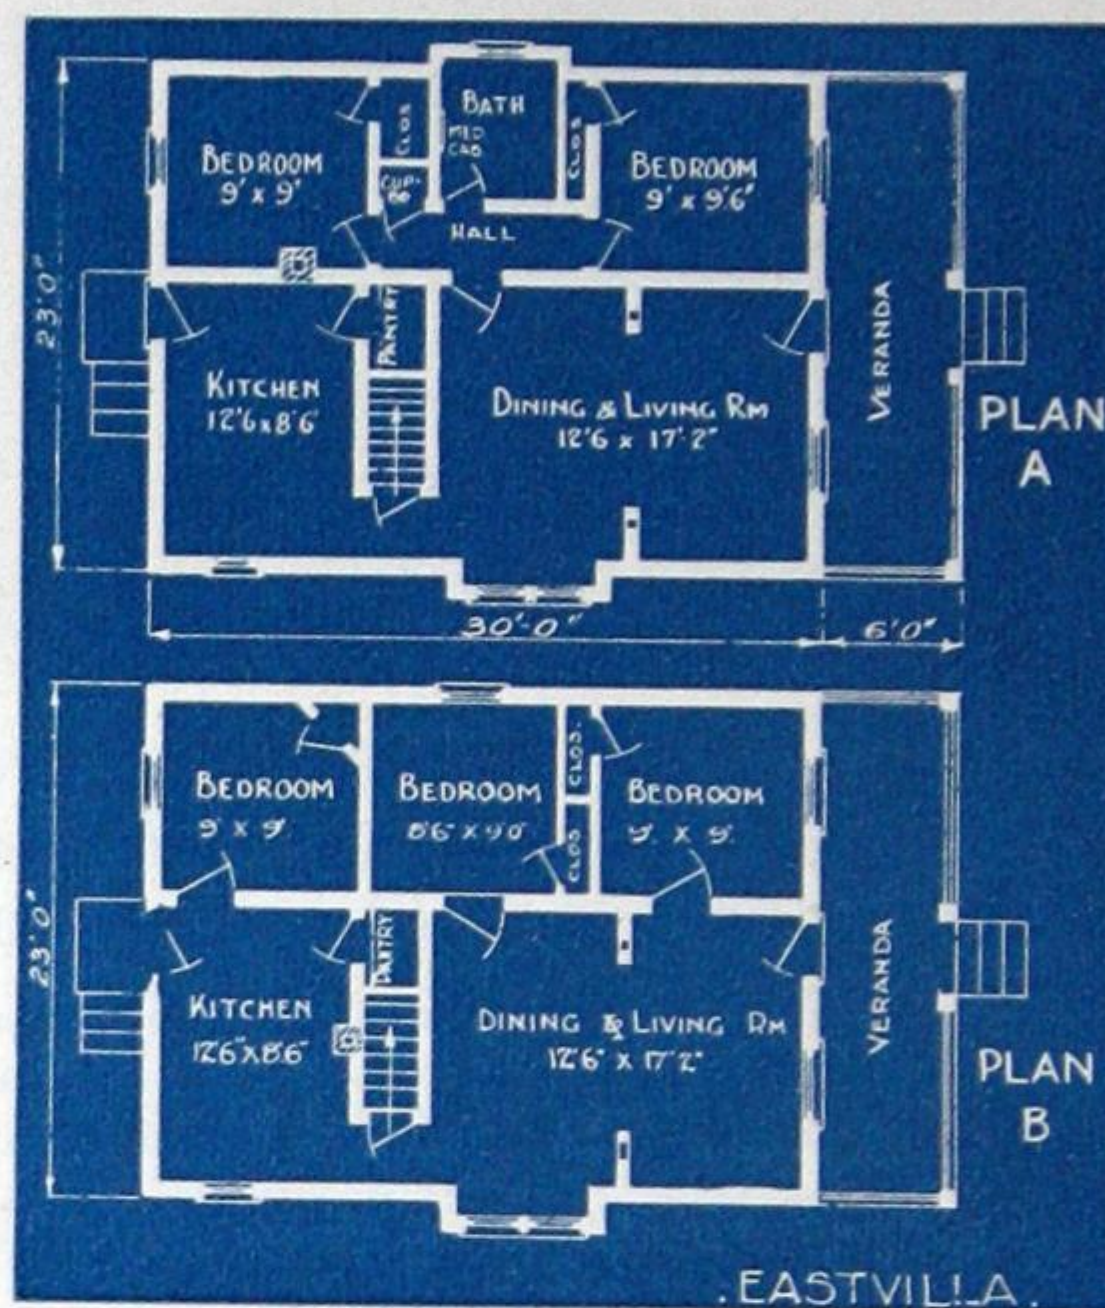 BATH
CLOS
MED
CAB
CLOS
BEDROOM
9' x 9'
BEDROOM
9' x 9'6"
CUP-
BD
HALL
23'0"
PANTRY
KITCHEN
12'6 x 8'6
DINING & LIVING RM
12'6 x 17'2"
VERANDA
PLAN
A
30'-0"
6'0"
BEDROOM
9' x 9'
BEDROOM
8'6" x 9'0"
CLOS.
CLOS
BEDROOM
9' x 9'
23'0"
PANTRY
KITCHEN
12'6" x 8'6"
DINING & LIVING RM
12'6" x 17'2"
VERANDA
PLAN
B
.EASTVILLA.